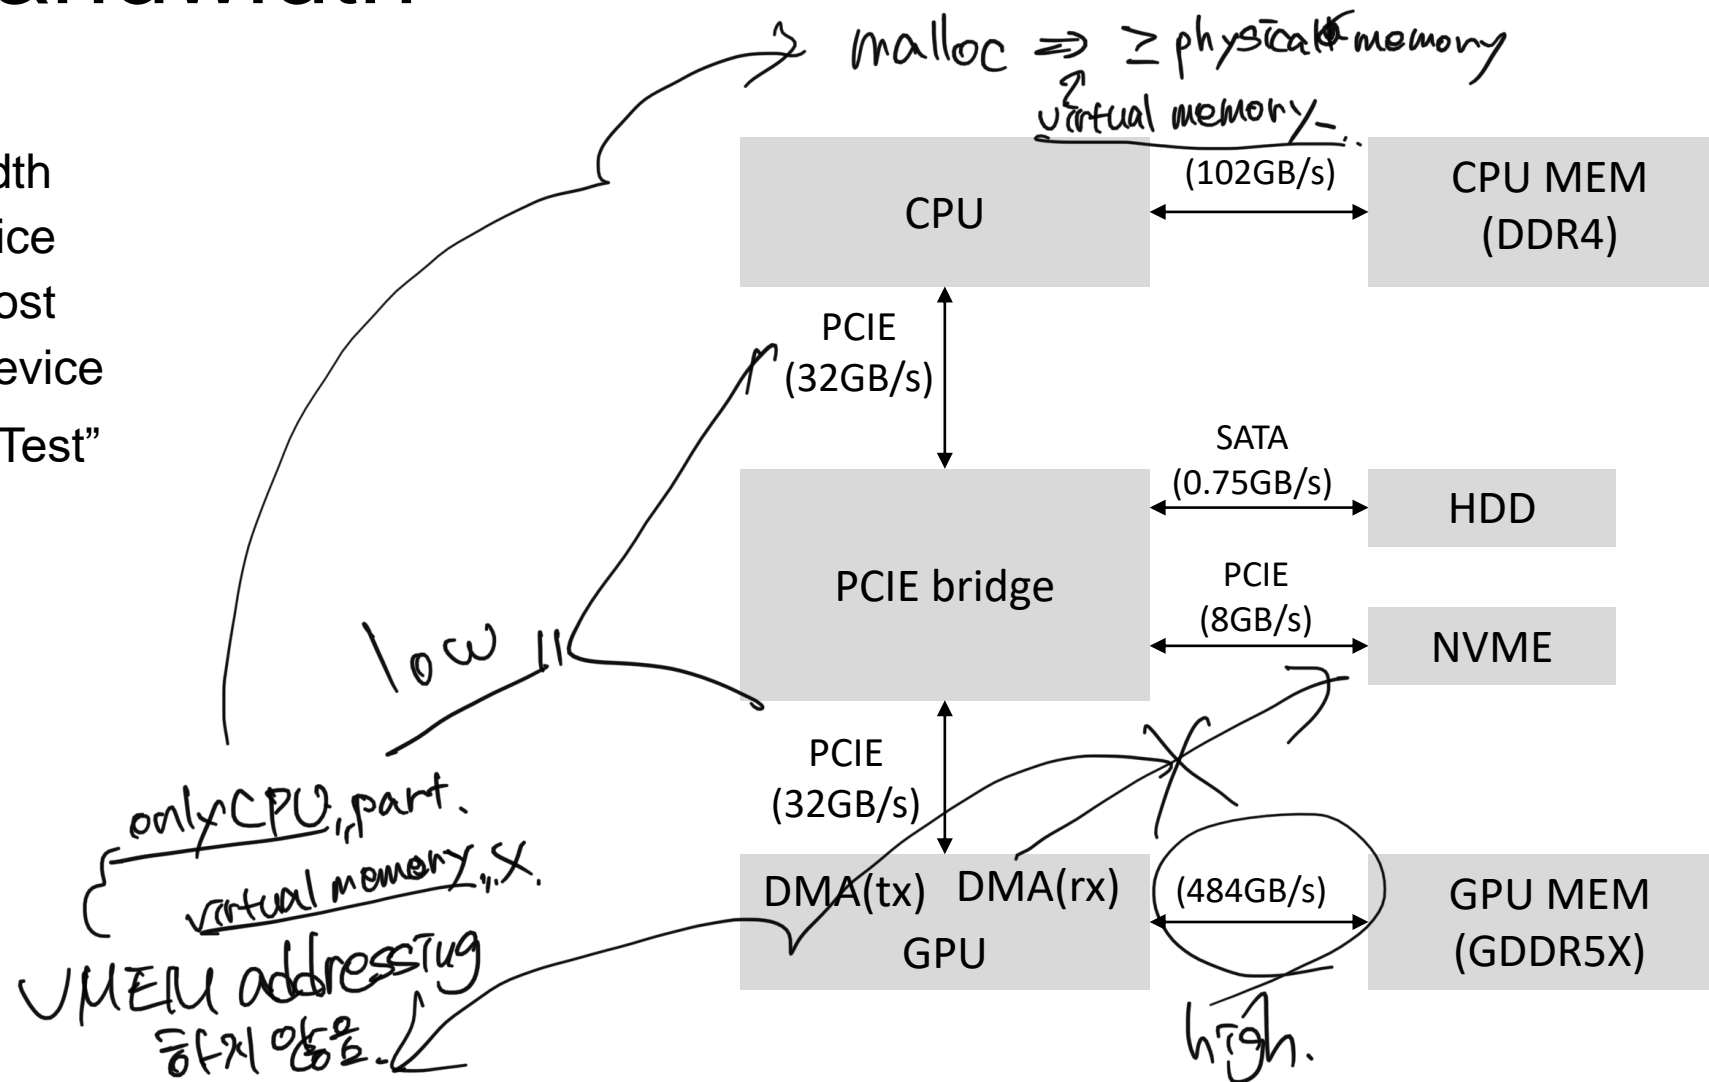 andwidth
malloc ⇒ ≥ physical memory
virtual memory
dth
ice
ost
evice
Test”
(102GB/s)
CPU
CPU MEM
(DDR4)
PCIE
(32GB/s)
SATA
(0.75GB/s)
HDD
PCIE bridge
PCIE
(8GB/s)
NVME
low
PCIE
(32GB/s)
only CPU part.
virtual memory X.
VMEM addressing
하지 않음.
DMA(tx) DMA(rx)
GPU
(484GB/s)
GPU MEM
(GDDR5X)
high.